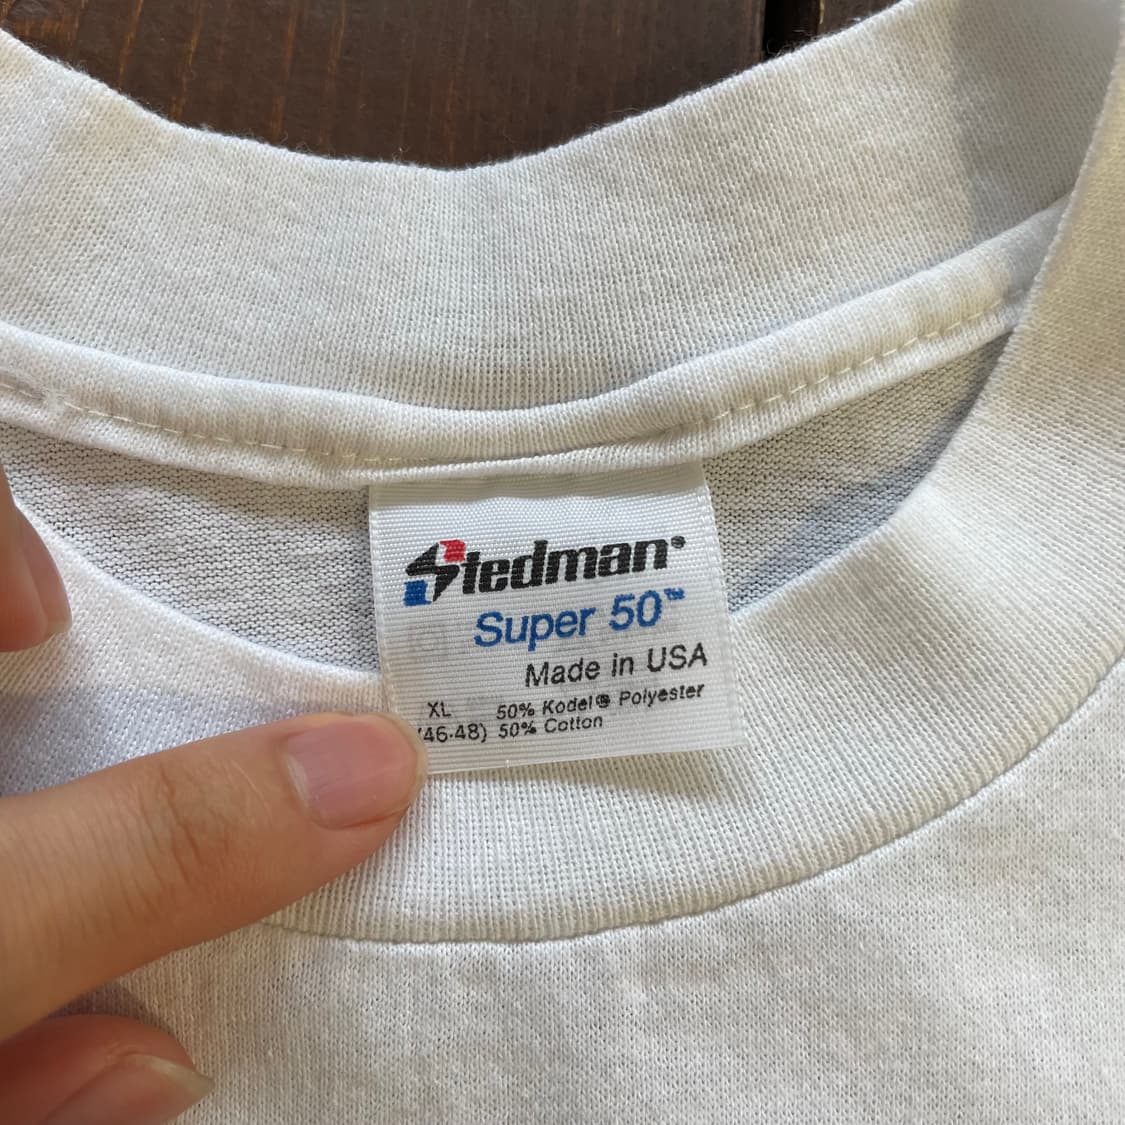 Stedman®
Super 50™
Made in USA
XL 50% Kodel® Polyester
(46-48) 50% Cotton